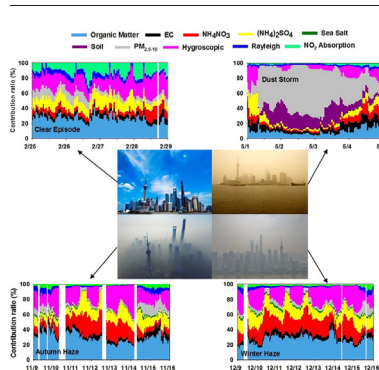 Organic Matter EC NH4NO3 (NH4)2SO4 Sea Salt
Soil PM2.5-10 Hygroscopic Rayleigh NO2 Absorption
Contribution ratio (%)
100
80
60
40
20
0
Clear Episode
2/25 2/26 2/27 2/28 2/29
100
80
60
40
20
0
Dust Storm
5/1 5/2 5/3 5/4
Contribution ratio (%)
100
80
60
40
20
0
Autumn Haze
11/9 11/10 11/11 11/12 11/13 11/14 11/15 11/16
Contribution ratio (%)
100
80
60
40
20
0
Winter Haze
12/9 12/10 12/11 12/12 12/13 12/14 12/15 12/16